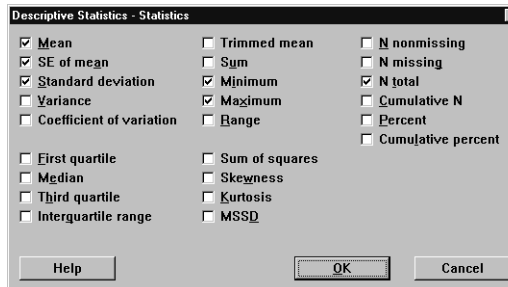 Descriptive Statistics - Statistics
Mean
SE of mean
Standard deviation
Variance
Coefficient of variation
First quartile
Median
Third quartile
Interquartile range
Trimmed mean
Sum
Minimum
Maximum
Range
Sum of squares
Skewness
Kurtosis
MSSD
N nonmissing
N missing
N total
Cumulative N
Percent
Cumulative percent
Help
OK
Cancel